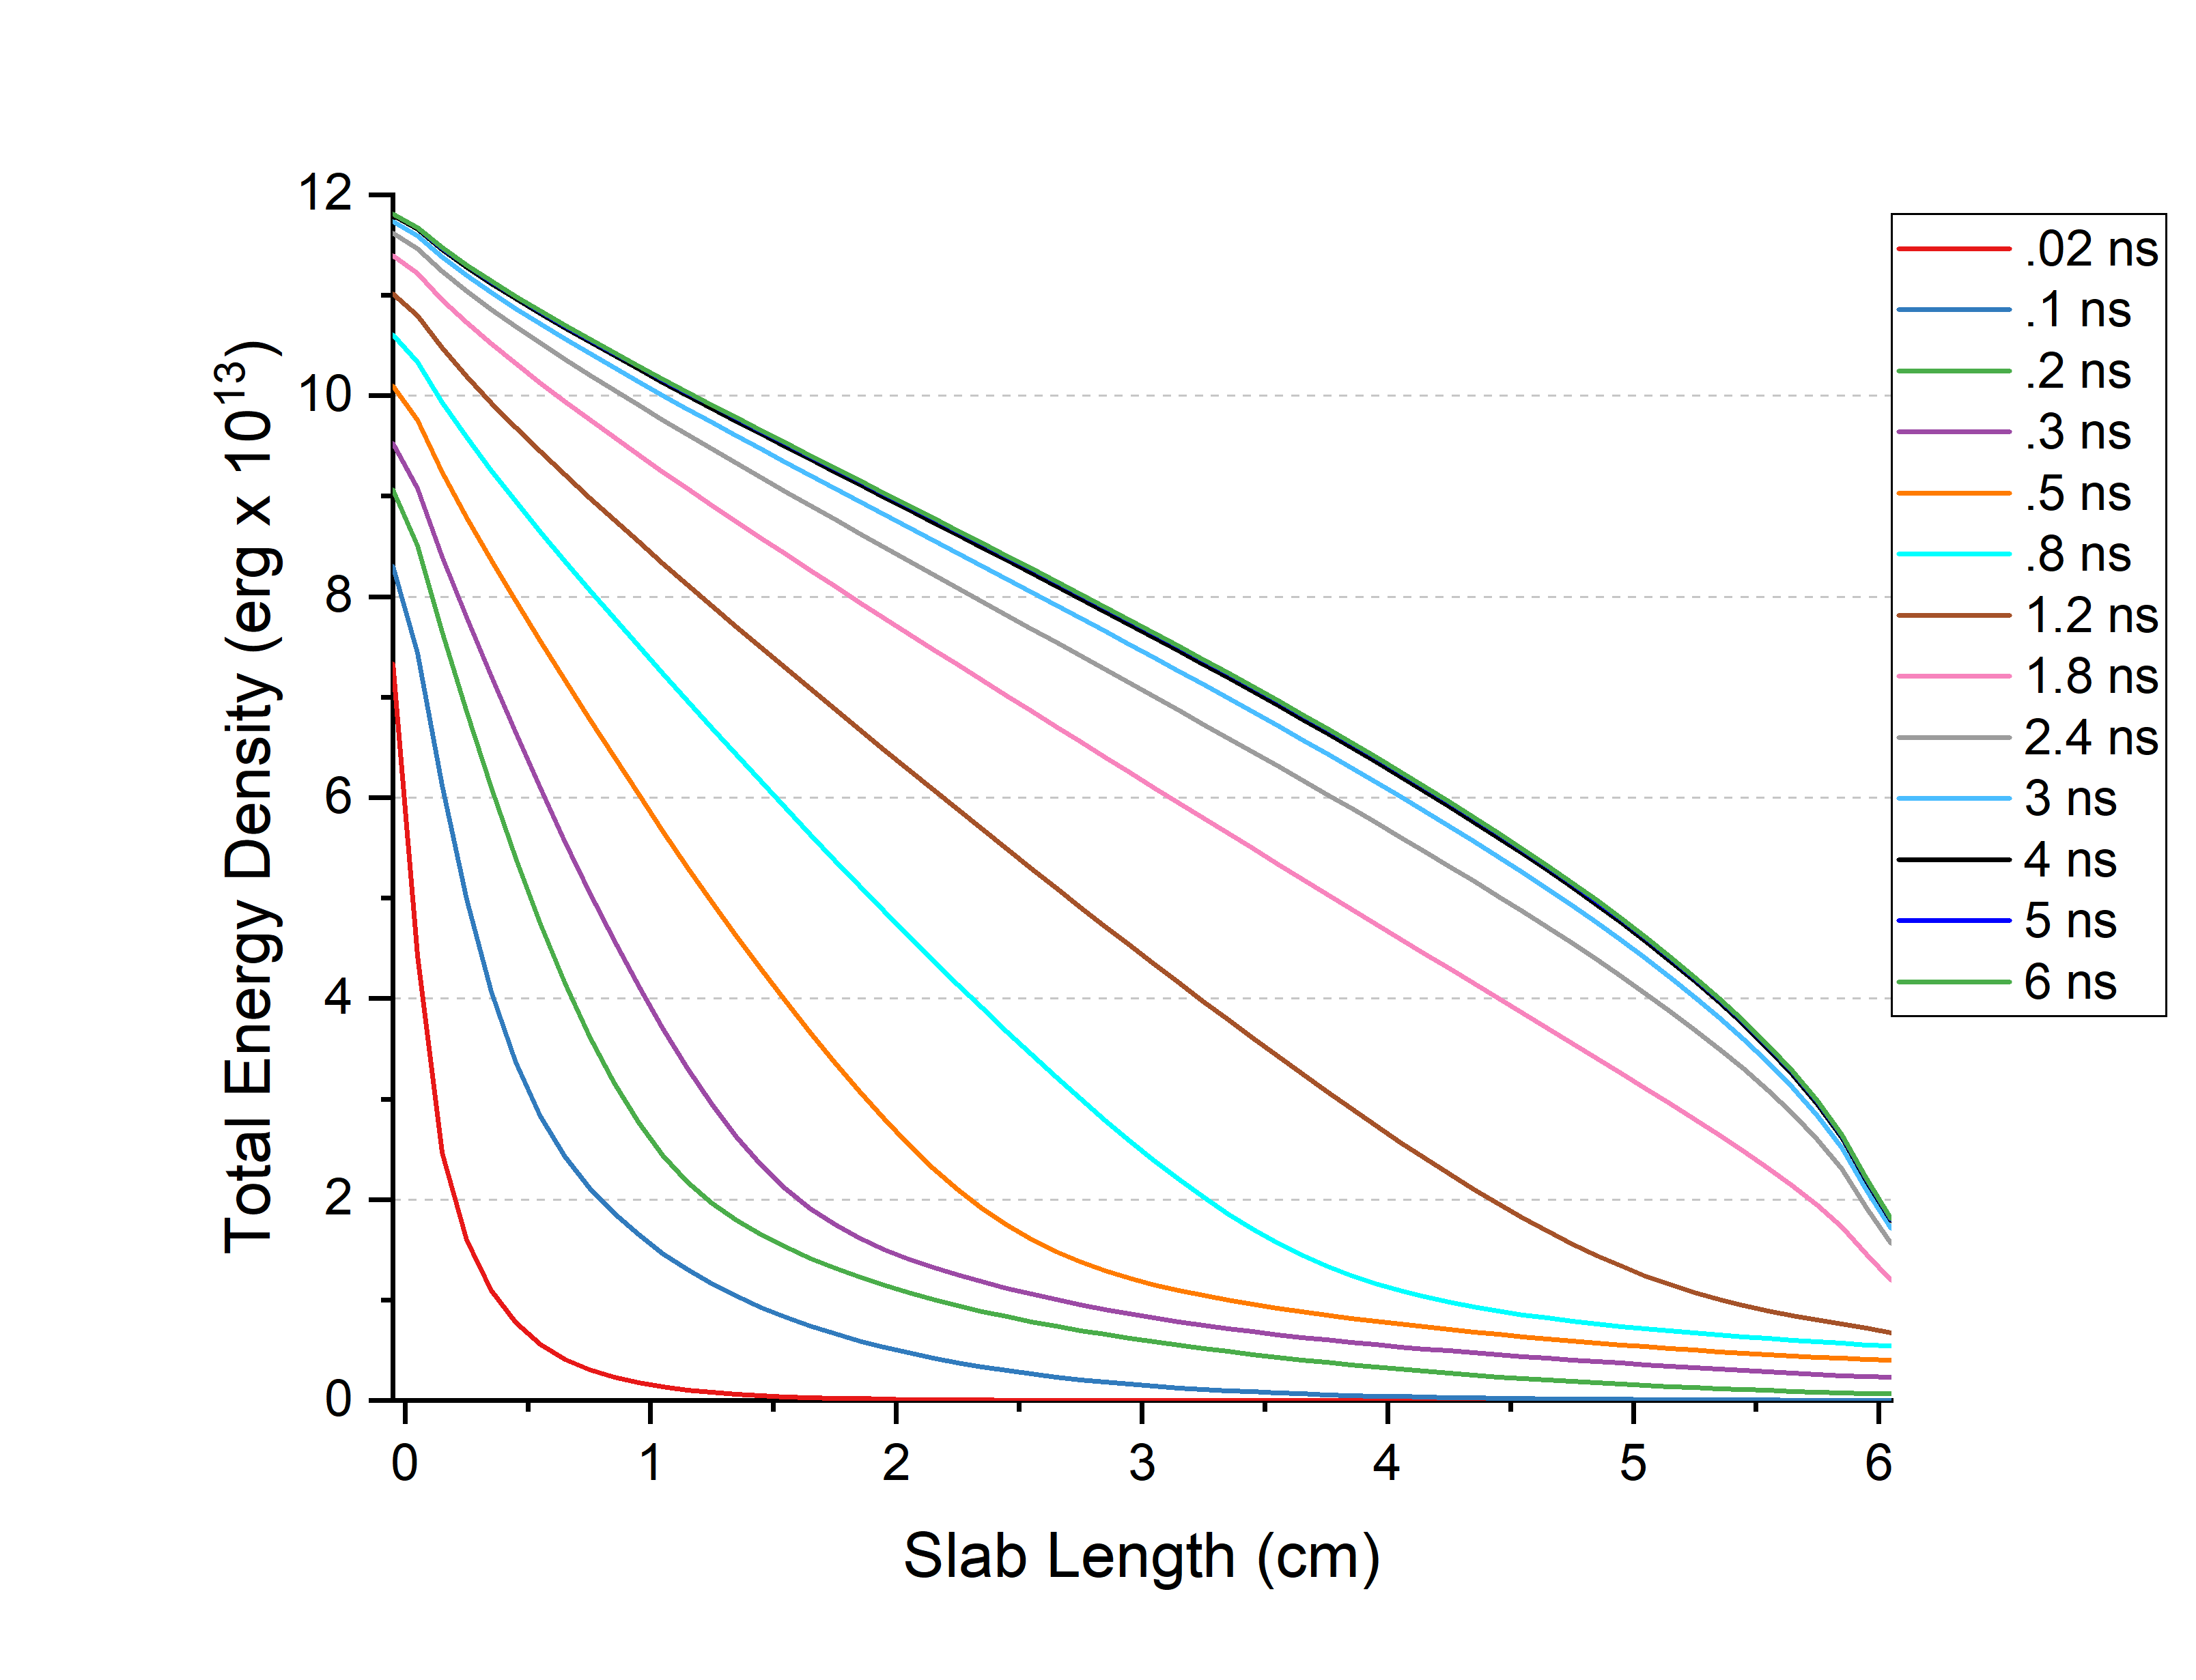 12
10
8
6
4
2
0
Total Energy Density (erg x 10¹³)
0 1 2 3 4 5 6
Slab Length (cm)
.02 ns
.1 ns
.2 ns
.3 ns
.5 ns
.8 ns
1.2 ns
1.8 ns
2.4 ns
3 ns
4 ns
5 ns
6 ns